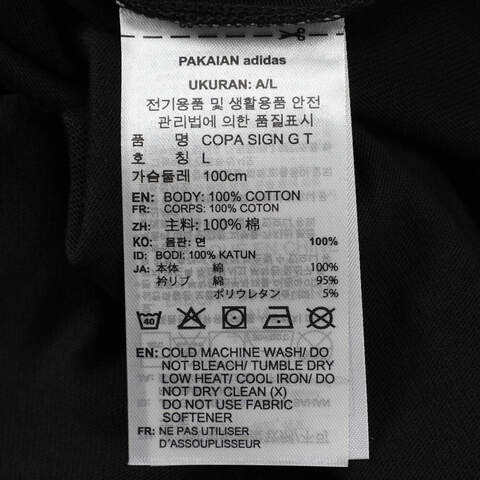 PAKAIAN adidas
UKURAN: A/L
전기용품 및 생활용품 안전
관리법에 의한 품질표시
품 명 COPA SIGN G T
호 칭 L
가슴둘레 100cm
EN: BODY: 100% COTTON
FR: CORPS: 100% COTON
ZH: 主料: 100% 棉
KO: 몸판: 면 100%
ID: BODI: 100% KATUN
JA: 本体 綿 100%
衿リブ 綿 95%
ポリウレタン 5%
40
EN: COLD MACHINE WASH/ DO
NOT BLEACH/ TUMBLE DRY
LOW HEAT/ COOL IRON/ DO
NOT DRY CLEAN (X)
DO NOT USE FABRIC
SOFTENER
FR: NE PAS UTILISER
D'ASSOUPLISSEUR